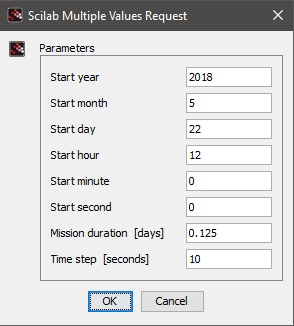 Scilab Multiple Values Request
Parameters
Start year 2018
Start month 5
Start day 22
Start hour 12
Start minute 0
Start second 0
Mission duration [days] 0.125
Time step [seconds] 10
OK Cancel